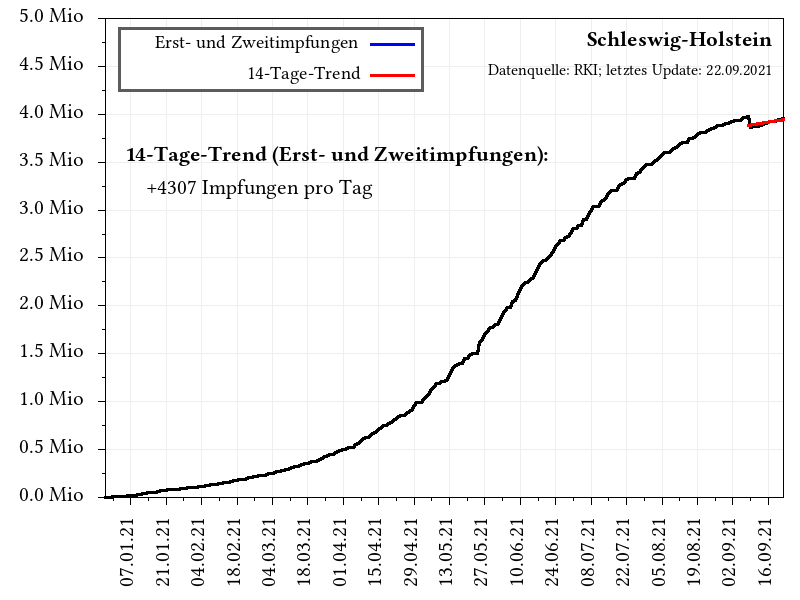 5.0 Mio
4.5 Mio
4.0 Mio
3.5 Mio
3.0 Mio
2.5 Mio
2.0 Mio
1.5 Mio
1.0 Mio
0.5 Mio
0.0 Mio
Erst- und Zweitimpfungen
14-Tage-Trend
Schleswig-Holstein
Datenquelle: RKI; letztes Update: 22.09.2021
14-Tage-Trend (Erst- und Zweitimpfungen):
+4307 Impfungen pro Tag
07.01.21
21.01.21
04.02.21
18.02.21
04.03.21
18.03.21
01.04.21
15.04.21
29.04.21
13.05.21
27.05.21
10.06.21
24.06.21
08.07.21
22.07.21
05.08.21
19.08.21
02.09.21
16.09.21